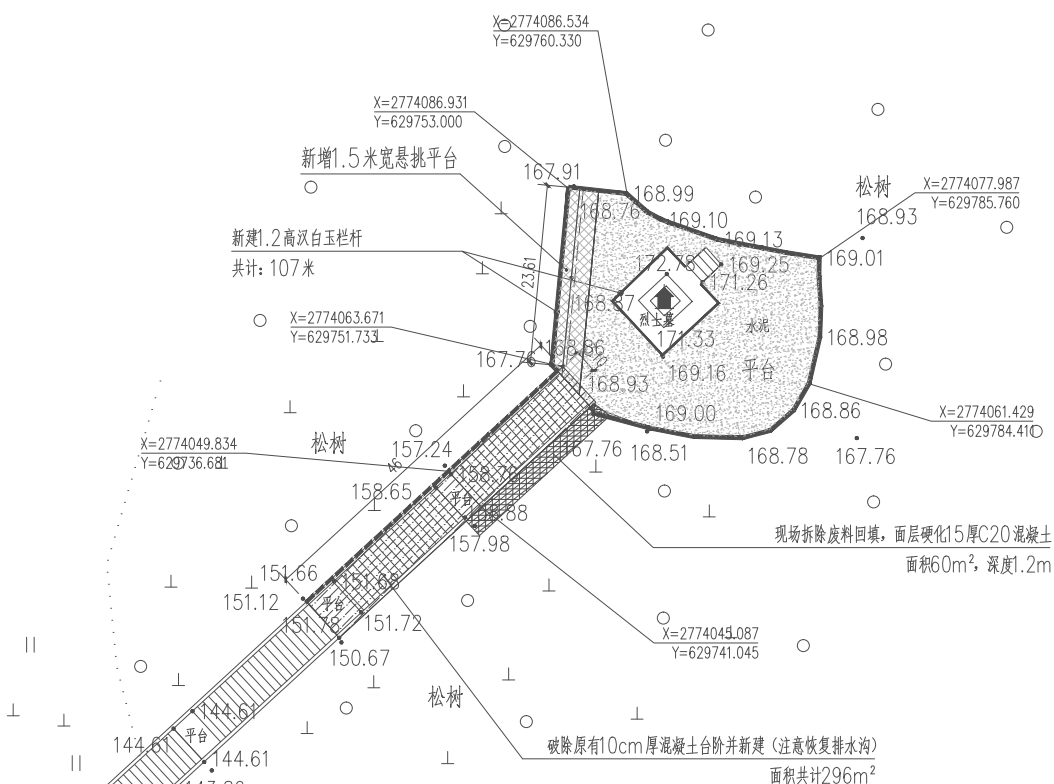 X=2774086.534
Y=629760.330
X=2774086.931
Y=629753.000
新增1.5米宽悬挑平台
167.91
168.99
168.76
松树
X=2774077.987
Y=629785.760
168.93
169.10
169.13
169.01
新建1.2高汉白玉栏杆
共计：107米
23.61
172.78
169.25
171.26
168.87
烈士墓
水泥
X=2774063.671
Y=629751.733
171.33
168.98
167.76
168.86
168.93
169.16
平台
169.00
168.86
X=2774061.429
Y=629784.410
X=2774049.834
Y=629736.681
松树
157.24
46
67.76
168.51
168.78
167.76
158.78
158.65
平台
157.98
现场拆除废料回填，面层硬化15厚C20混凝土
面积60m²，深度1.2m
151.66
151.68
151.12
平台
151.78
151.72
150.67
X=2774045.087
Y=629741.045
松树
144.61
144.61
平台
144.61
破除原有10cm厚混凝土台阶并新建（注意恢复排水沟）
面积共计296m²